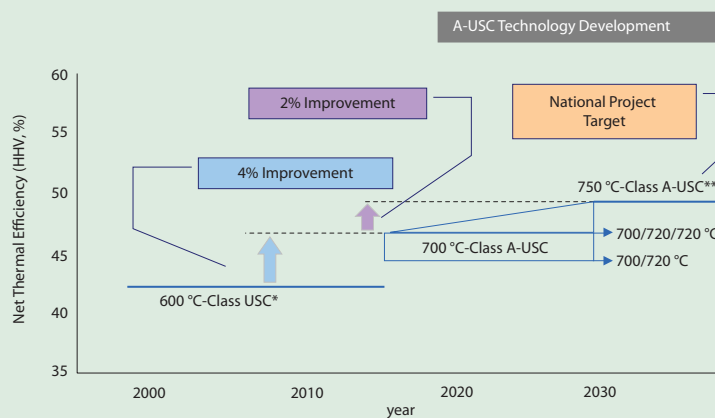 A-USC Technology Development
Net Thermal Efficiency (HHV, %)
60
55
50
45
40
35
2% Improvement
National Project
Target
4% Improvement
750 °C-Class A-USC**
700/720/720 °C
700 °C-Class A-USC
700/720 °C
600 °C-Class USC*
2000
2010
2020
2030
year